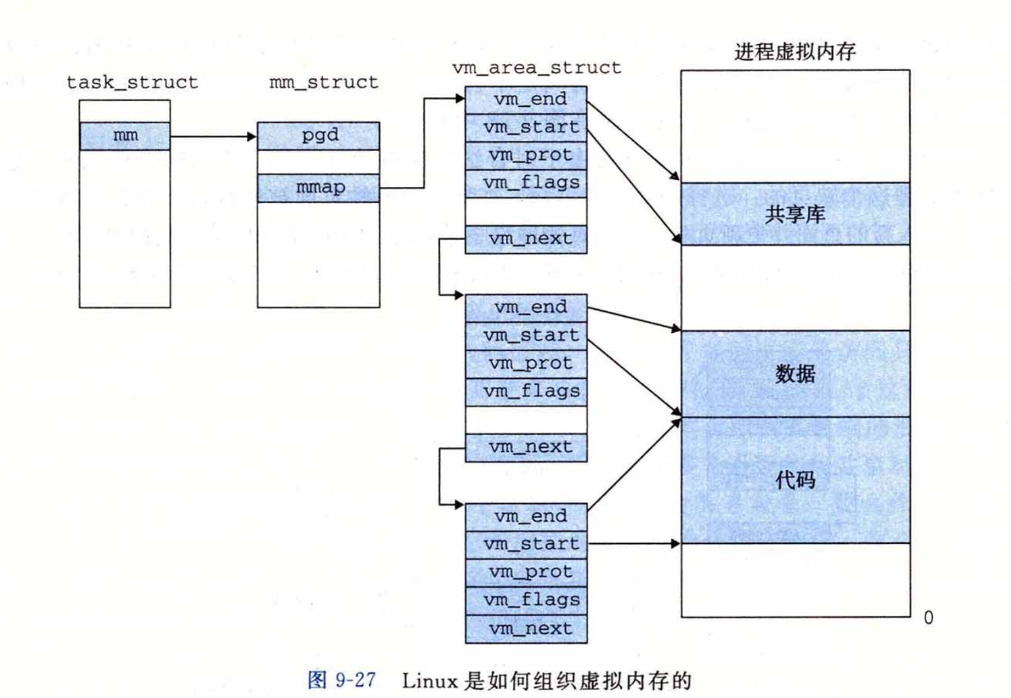 进程虚拟内存
task_struct
mm_struct
vm_area_struct
mm
pgd
mmap
vm_end
vm_start
vm_prot
vm_flags
vm_next
vm_end
vm_start
vm_prot
vm_flags
vm_next
vm_end
vm_start
vm_prot
vm_flags
vm_next
共享库
数据
代码
0
图 9-27 Linux 是如何组织虚拟内存的